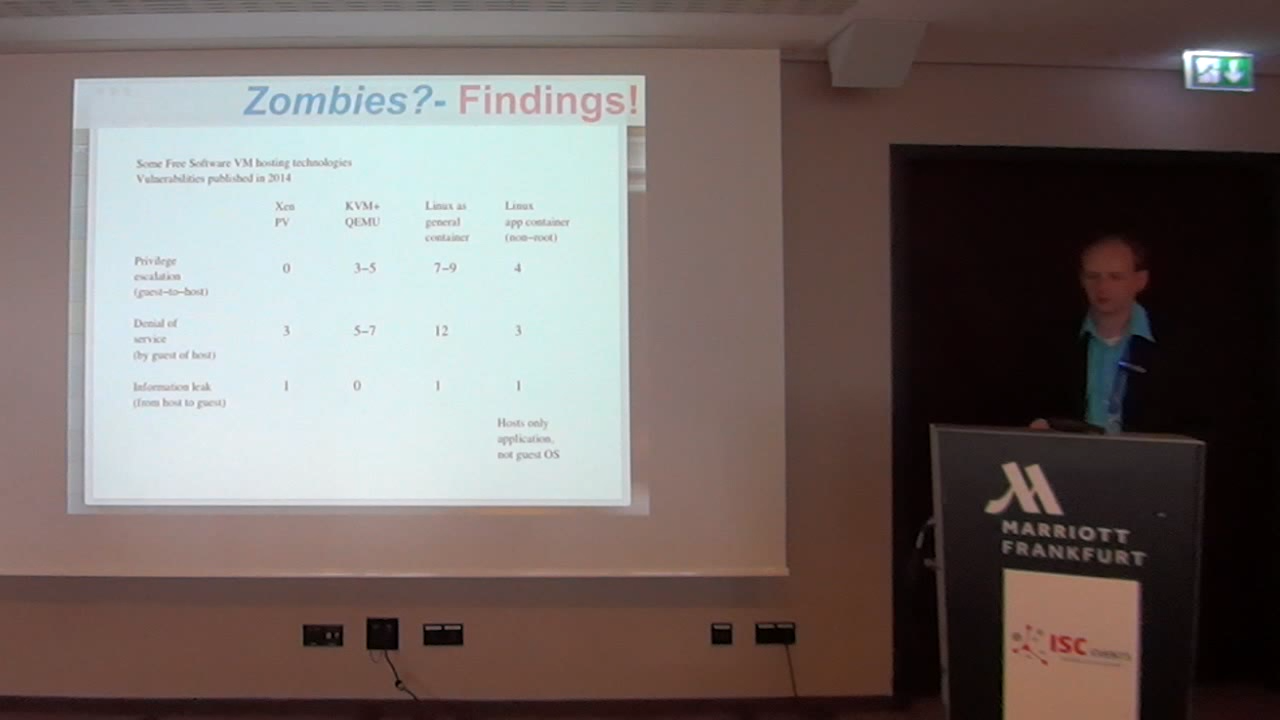 Zombies?- Findings!
Some Free Software VM hosting technologies
Vulnerabilities published in 2014
Xen
PV
KVM+
QEMU
Linux as
general
container
Linux
app container
(non-root)
Privilege
escalation
(guest-to-host)
0
3-5
7-9
4
Denial of
service
(by guest of host)
3
5-7
12
3
Information leak
(from host to guest)
1
0
1
1
Hosts only
application,
not guest OS
MARRIOTT
FRANKFURT
ISC EVENTS